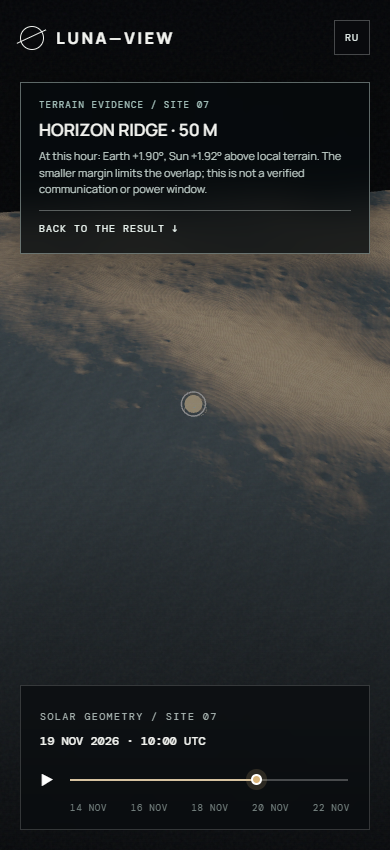 LUNA—VIEW
RU
TERRAIN EVIDENCE / SITE 07
HORIZON RIDGE · 50 M
At this hour: Earth +1.90°, Sun +1.92° above local terrain. The
smaller margin limits the overlap; this is not a verified
communication or power window.
BACK TO THE RESULT ↓
SOLAR GEOMETRY / SITE 07
19 NOV 2026 · 10:00 UTC
14 NOV 16 NOV 18 NOV 20 NOV 22 NOV